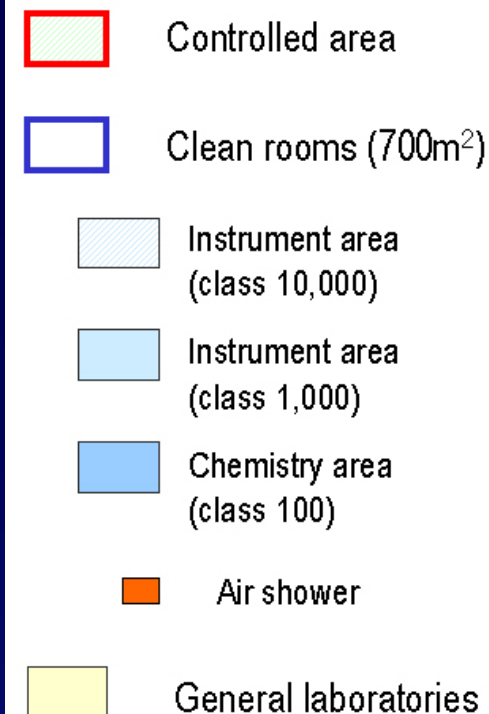 Controlled area
Clean rooms (700m²)
Instrument area
(class 10,000)
Instrument area
(class 1,000)
Chemistry area
(class 100)
Air shower
General laboratories